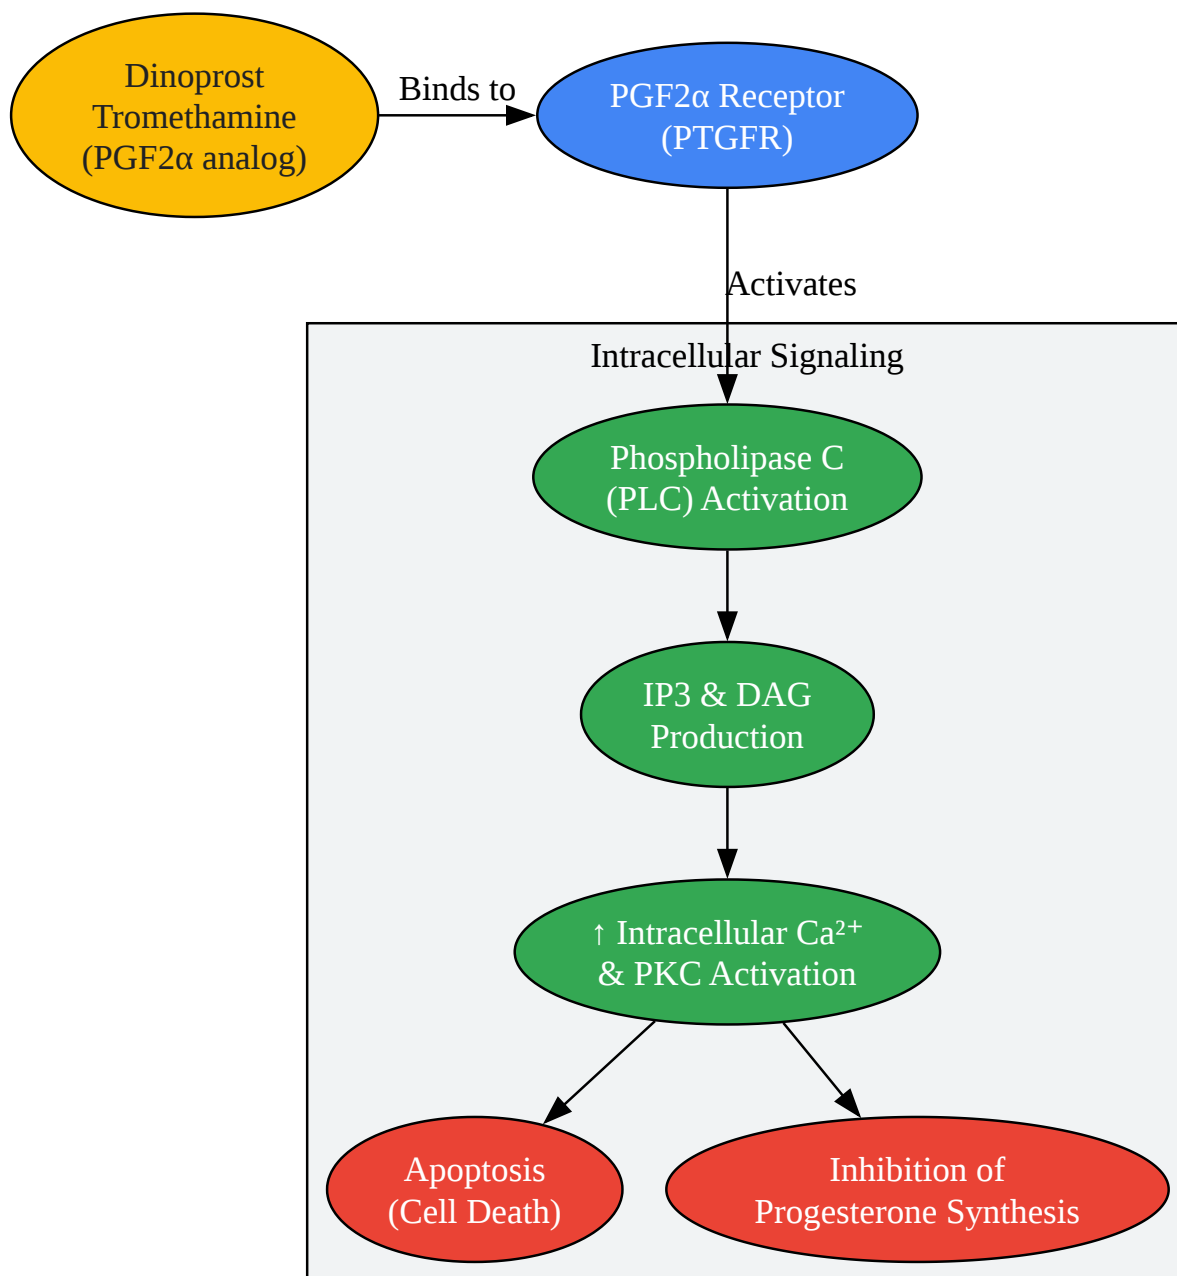 Dinoprost
Tromethamine
(PGF2α analog)
Binds to
PGF2α Receptor
(PTGFR)
Activates
Intracellular Signaling
Phospholipase C
(PLC) Activation
IP3 & DAG
Production
↑ Intracellular Ca²⁺
& PKC Activation
Apoptosis
(Cell Death)
Inhibition of
Progesterone Synthesis